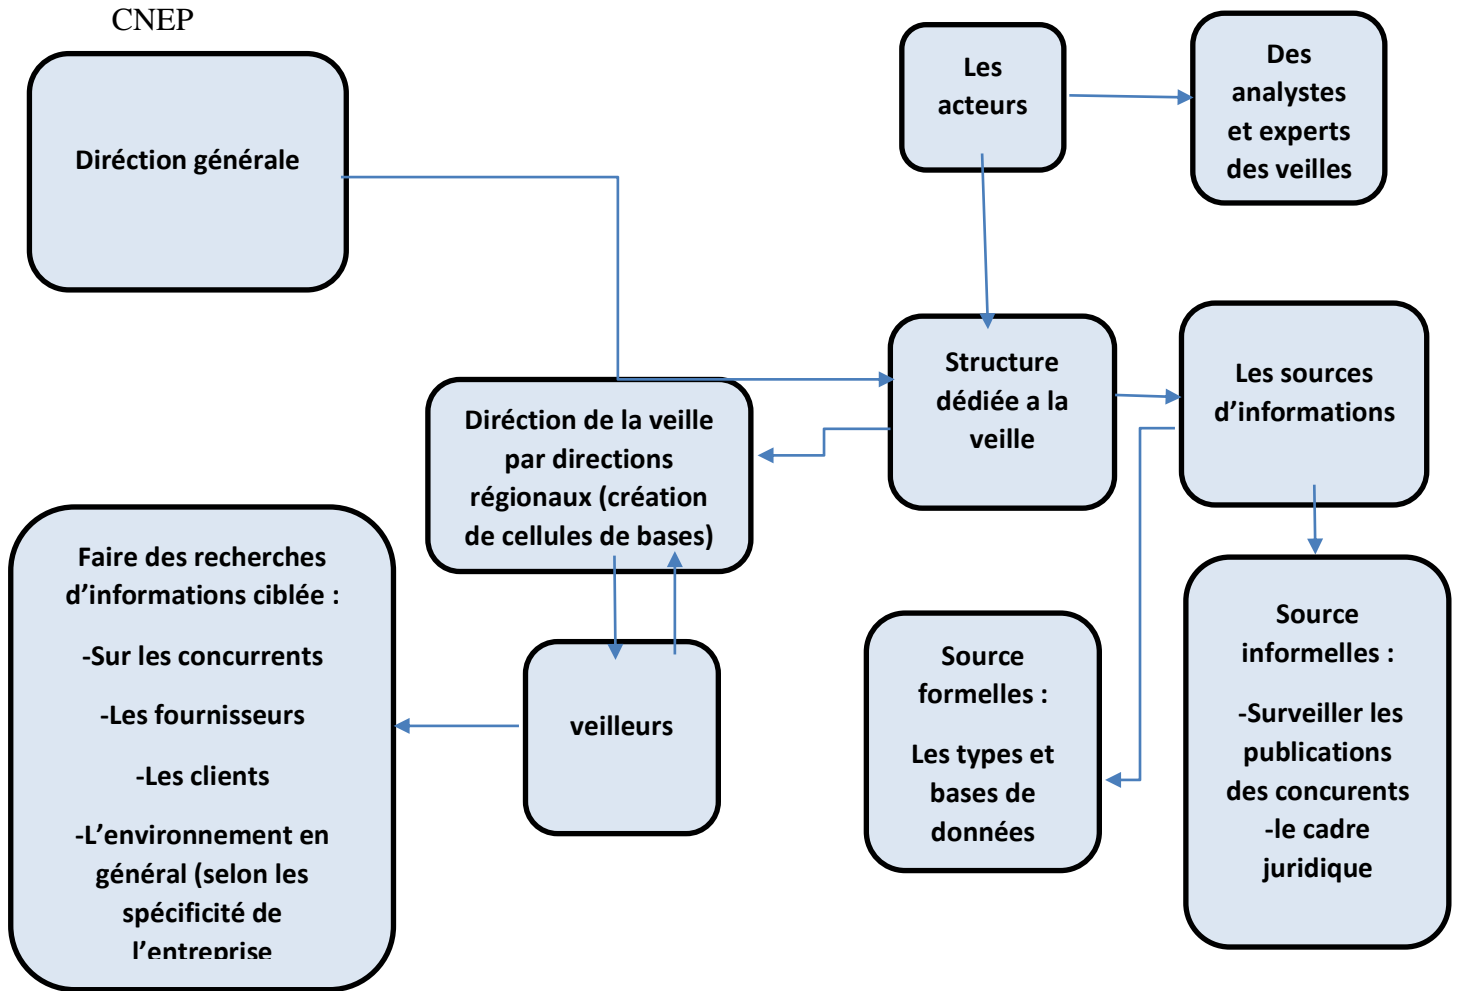 CNEP
Diréction générale
Les
acteurs
Des
analystes
et experts
des veilles
Structure
dédiée a la
veille
Les sources
d’informations
Diréction de la veille
par directions
régionaux (création
de cellules de bases)
Faire des recherches
d’informations ciblée :
-Sur les concurrents
-Les fournisseurs
-Les clients
-L’environnement en
général (selon les
spécificité de
l’entreprise
veilleurs
Source
formelles :
Les types et
bases de
données
Source
informelles :
-Surveiller les
publications
des concurents
-le cadre
juridique